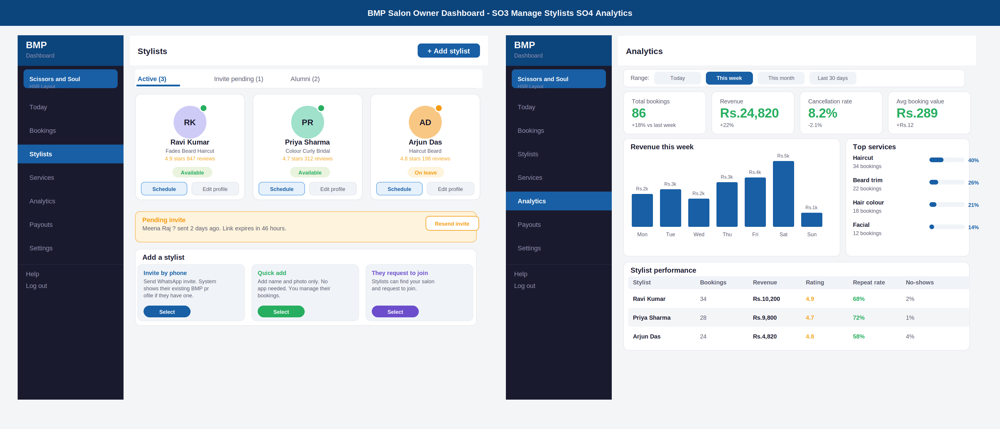 BMP Salon Owner Dashboard - SO3 Manage Stylists SO4 Analytics
BMP
Dashboard
Scissors and Soul
HSR Layout
Today
Bookings
Stylists
Services
Analytics
Payouts
Settings
Help
Log out
Stylists
+ Add stylist
Active (3)
Invite pending (1)
Alumni (2)
RK
Ravi Kumar
Fades Beard Haircut
4.9 stars 847 reviews
Available
Schedule
Edit profile
PR
Priya Sharma
Colour Curly Bridal
4.7 stars 312 reviews
Available
Schedule
Edit profile
AD
Arjun Das
Haircut Beard
4.8 stars 198 reviews
On leave
Schedule
Edit profile
Pending invite
Meena Raj ? sent 2 days ago. Link expires in 46 hours.
Resend invite
Add a stylist
Invite by phone
Send WhatsApp invite. System
shows their existing BMP pr
ofile if they have one.
Select
Quick add
Add name and photo only. No
app needed. You manage their
bookings.
Select
They request to join
Stylists can find your salon
and request to join.
Select
BMP
Dashboard
Scissors and Soul
HSR Layout
Today
Bookings
Stylists
Services
Analytics
Payouts
Settings
Help
Log out
Analytics
Range:
Today
This week
This month
Last 30 days
Total bookings
86
+18% vs last week
Revenue
Rs.24,820
+22%
Cancellation rate
8.2%
-2.1%
Avg booking value
Rs.289
+Rs.12
Revenue this week
Rs.2k
Rs.3k
Rs.2k
Rs.3k
Rs.4k
Rs.5k
Rs.1k
Mon
Tue
Wed
Thu
Fri
Sat
Sun
Top services
Haircut
34 bookings
40%
Beard trim
22 bookings
26%
Hair colour
18 bookings
21%
Facial
12 bookings
14%
Stylist performance
Stylist Bookings Revenue Rating Repeat rate No-shows
Ravi Kumar 34 Rs.10,200 4.9 68% 2%
Priya Sharma 28 Rs.9,800 4.7 72% 1%
Arjun Das 24 Rs.4,820 4.8 58% 4%